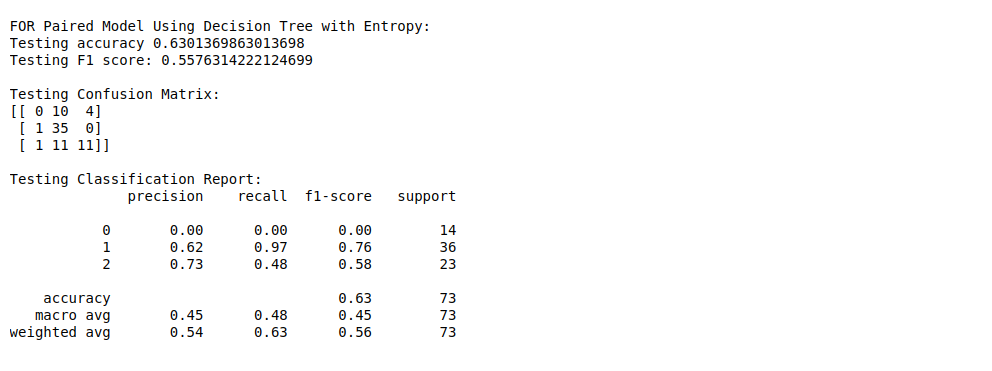 FOR Paired Model Using Decision Tree with Entropy:
Testing accuracy 0.6301369863013698
Testing F1 score: 0.5576314222124699
Testing Confusion Matrix:
[[ 0 10  4]
 [ 1 35  0]
 [ 1 11 11]]
Testing Classification Report:
              precision    recall  f1-score   support
           0       0.00      0.00      0.00        14
           1       0.62      0.97      0.76        36
           2       0.73      0.48      0.58        23
    accuracy                           0.63        73
   macro avg       0.45      0.48      0.45        73
weighted avg       0.54      0.63      0.56        73